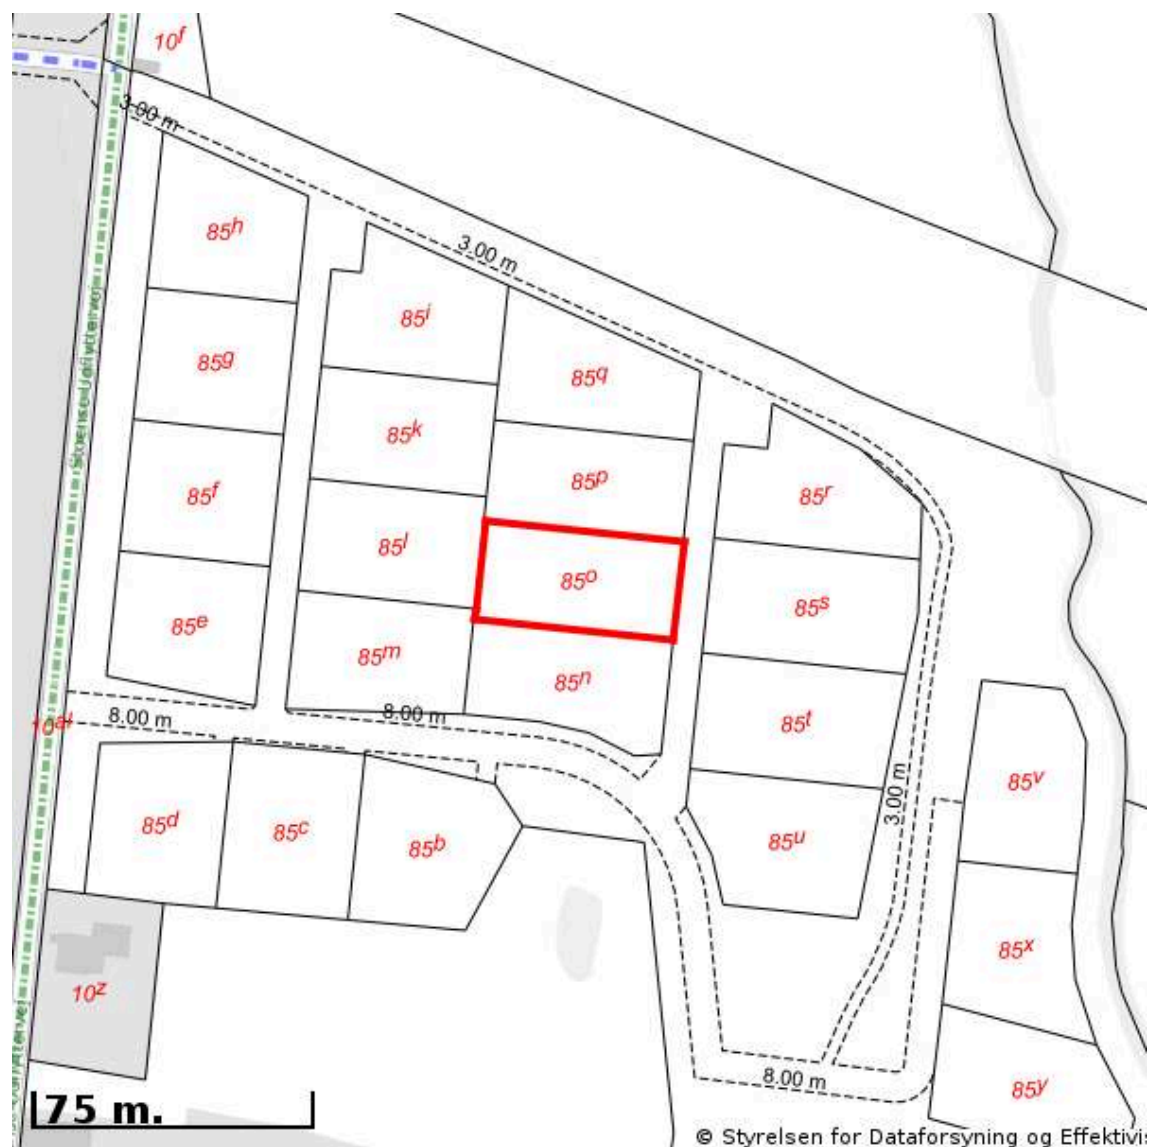 10f
3.00 m
85h
3.00 m
85i
85g
85q
85k
85p
85r
85f
85l
85o
85s
85e
85m
85n
8.00 m
8.00 m
10al
85t
85v
3.00 m
85d
85c
85b
85u
85x
10z
8.00 m
85y
75 m.
© Styrelsen for Dataforsyning og Effektivis